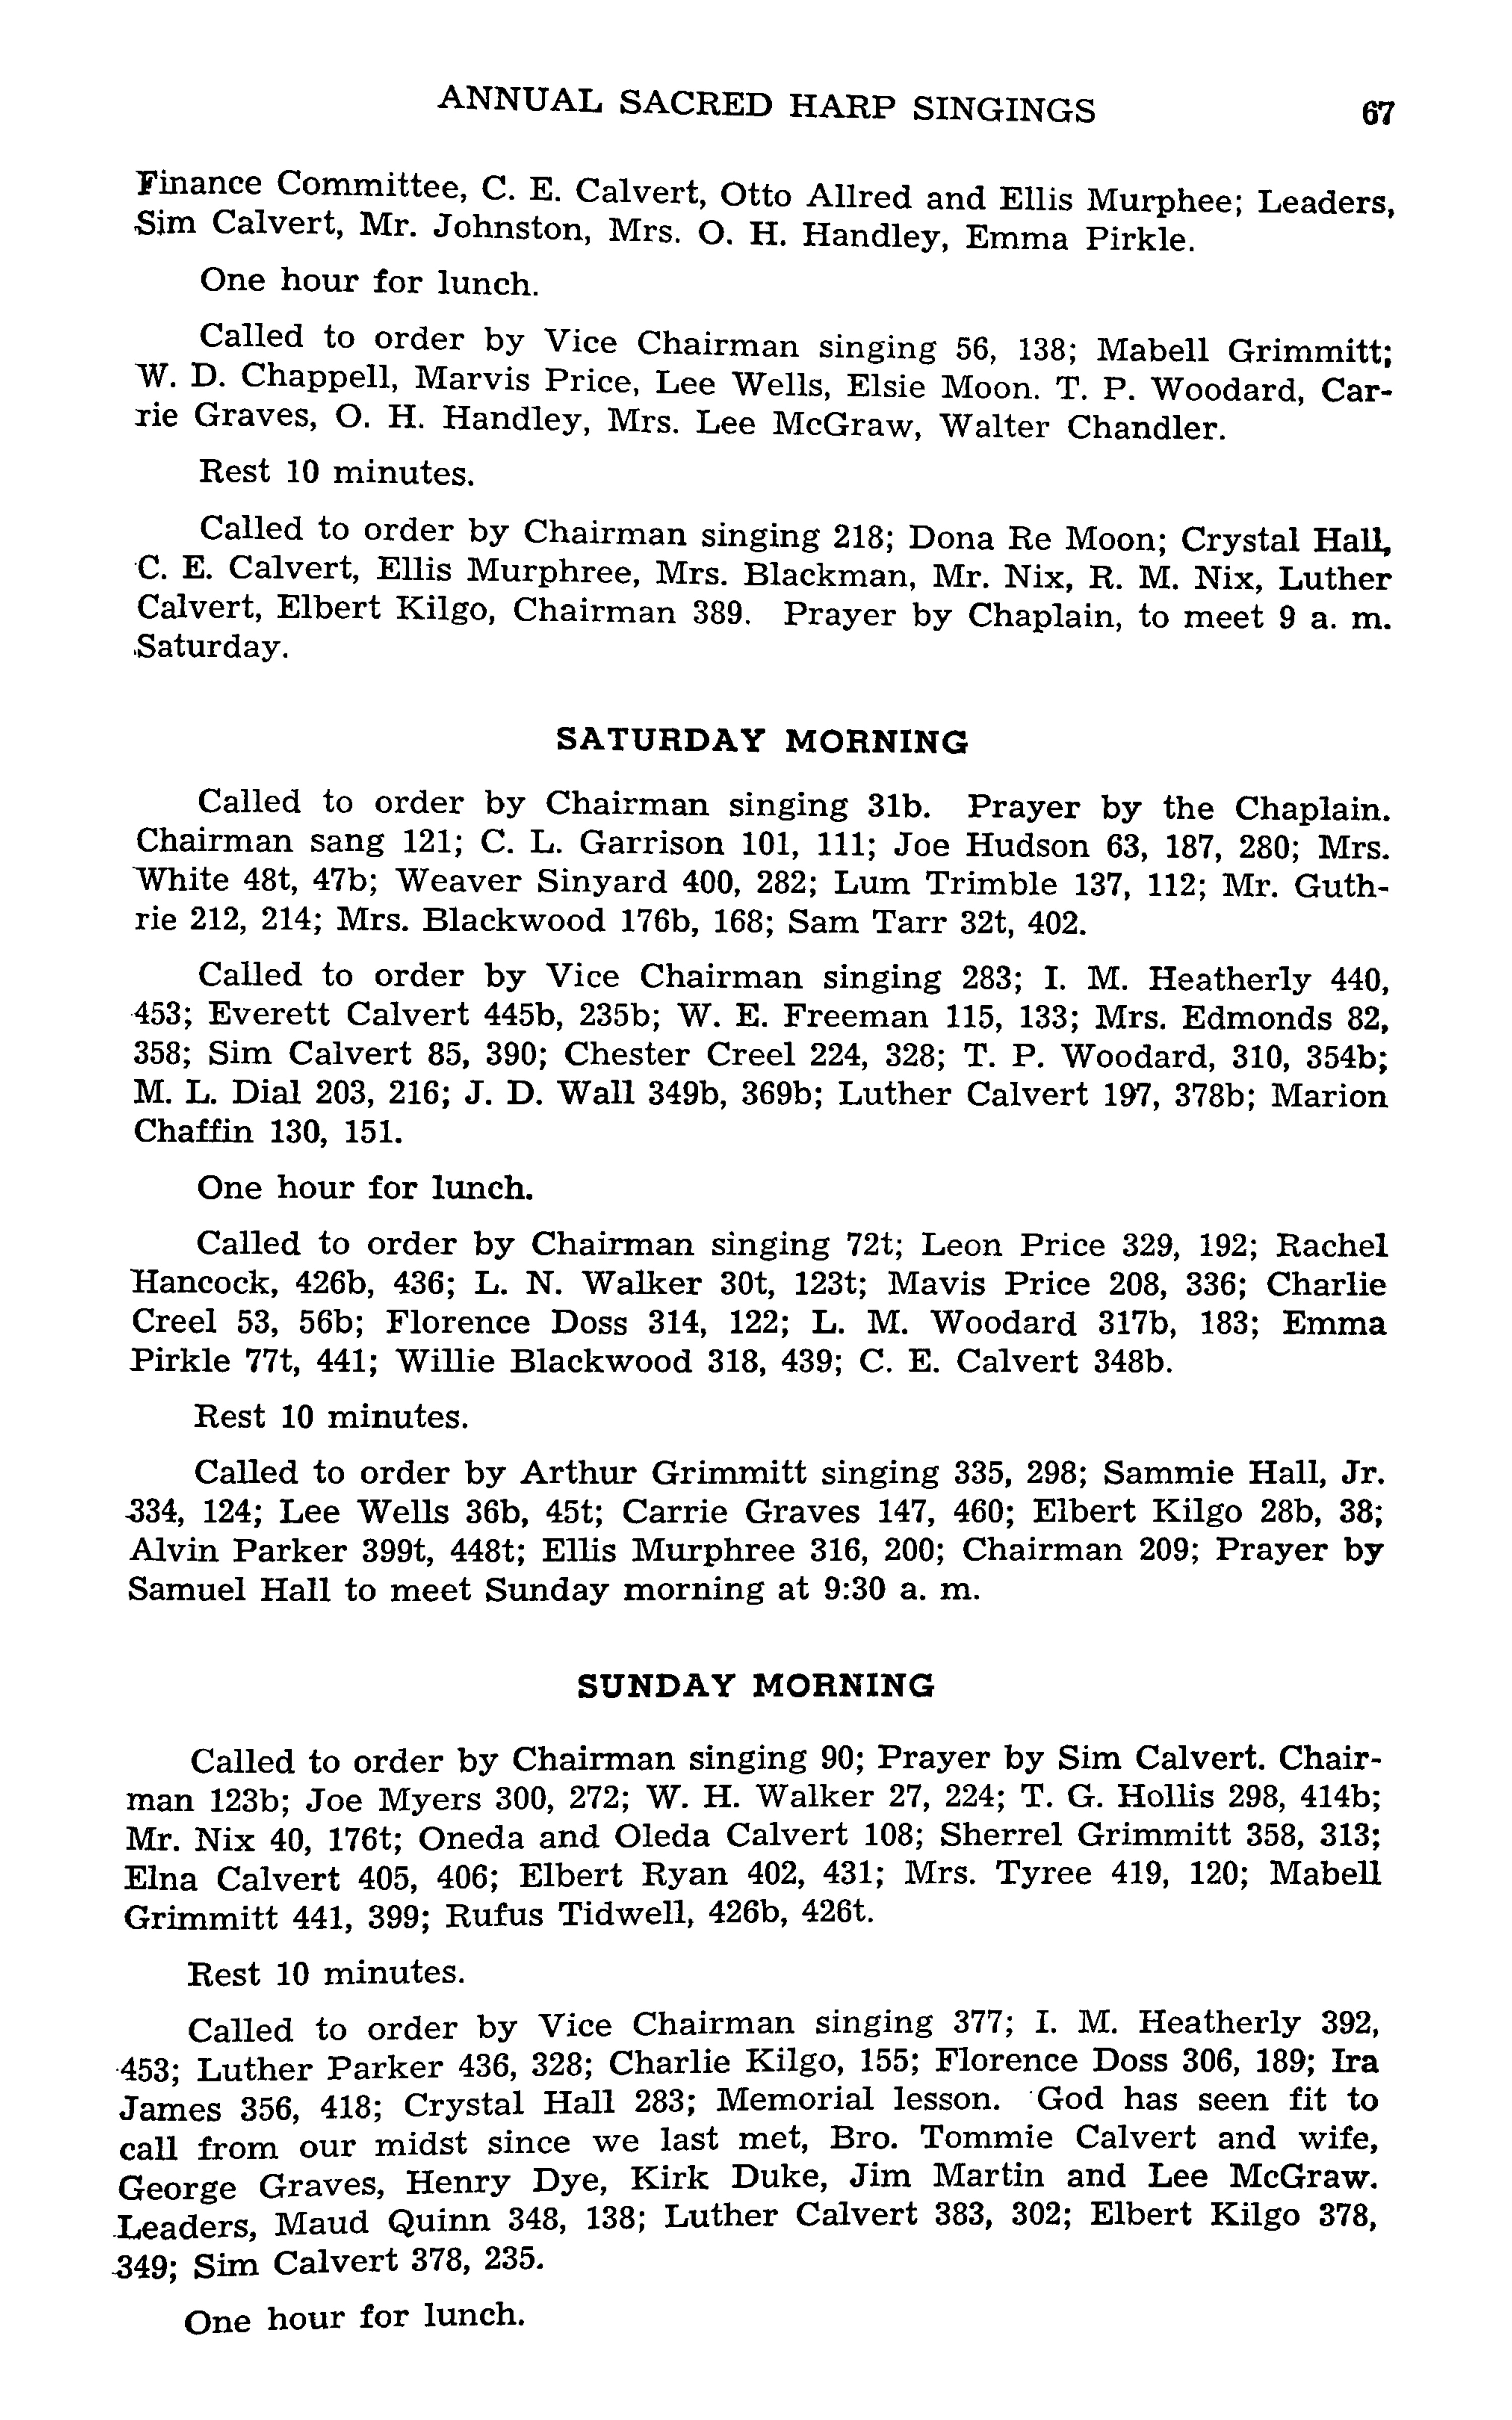 ANNUAL SACRED HARP SINGINGS 67
Finance Committee, C. E. Calvert, Otto Allred and Ellis Murphee; Leaders,
Sim Calvert, Mr. Johnston, Mrs. O. H. Handley, Emma Pirkle.
One hour for lunch.
Called to order by Vice Chairman singing 56, 138; Mabell Grimmitt;
W. D. Chappell, Marvis Price, Lee Wells, Elsie Moon. T. P. Woodard, Car-
rie Graves, O. H. Handley, Mrs. Lee McGraw, Walter Chandler.
Rest 10 minutes.
Called to order by Chairman singing 218; Dona Re Moon; Crystal Hall,
C. E. Calvert, Ellis Murphree, Mrs. Blackman, Mr. Nix, R. M. Nix, Luther
Calvert, Elbert Kilgo, Chairman 389. Prayer by Chaplain, to meet 9 a. m.
Saturday.
SATURDAY MORNING
Called to order by Chairman singing 31b. Prayer by the Chaplain.
Chairman sang 121; C. L. Garrison 101, 111; Joe Hudson 63, 187, 280; Mrs.
White 48t, 47b; Weaver Sinyard 400, 282; Lum Trimble 137, 112; Mr. Guth-
rie 212, 214; Mrs. Blackwood 176b, 168; Sam Tarr 32t, 402.
Called to order by Vice Chairman singing 283; I. M. Heatherly 440,
453; Everett Calvert 445b, 235b; W. E. Freeman 115, 133; Mrs. Edmonds 82,
358; Sim Calvert 85, 390; Chester Creel 224, 328; T. P. Woodard, 310, 354b;
M. L. Dial 203, 216; J. D. Wall 349b, 369b; Luther Calvert 197, 378b; Marion
Chaffin 130, 151.
One hour for lunch.
Called to order by Chairman singing 72t; Leon Price 329, 192; Rachel
Hancock, 426b, 436; L. N. Walker 30t, 123t; Mavis Price 208, 336; Charlie
Creel 53, 56b; Florence Doss 314, 122; L. M. Woodard 317b, 183; Emma
Pirkle 77t, 441; Willie Blackwood 318, 439; C. E. Calvert 348b.
Rest 10 minutes.
Called to order by Arthur Grimmitt singing 335, 298; Sammie Hall, Jr.
334, 124; Lee Wells 36b, 45t; Carrie Graves 147, 460; Elbert Kilgo 28b, 38;
Alvin Parker 399t, 448t; Ellis Murphree 316, 200; Chairman 209; Prayer by
Samuel Hall to meet Sunday morning at 9:30 a. m.
SUNDAY MORNING
Called to order by Chairman singing 90; Prayer by Sim Calvert. Chair-
man 123b; Joe Myers 300, 272; W. H. Walker 27, 224; T. G. Hollis 298, 414b;
Mr. Nix 40, 176t; Oneda and Oleda Calvert 108; Sherrel Grimmitt 358, 313;
Elna Calvert 405, 406; Elbert Ryan 402, 431; Mrs. Tyree 419, 120; Mabell
Grimmitt 441, 399; Rufus Tidwell, 426b, 426t.
Rest 10 minutes.
Called to order by Vice Chairman singing 377; I. M. Heatherly 392,
453; Luther Parker 436, 328; Charlie Kilgo, 155; Florence Doss 306, 189; Ira
James 356, 418; Crystal Hall 283; Memorial lesson. God has seen fit to
call from our midst since we last met, Bro. Tommie Calvert and wife,
George Graves, Henry Dye, Kirk Duke, Jim Martin and Lee McGraw.
Leaders, Maud Quinn 348, 138; Luther Calvert 383, 302; Elbert Kilgo 378,
349; Sim Calvert 378, 235.
One hour for lunch.